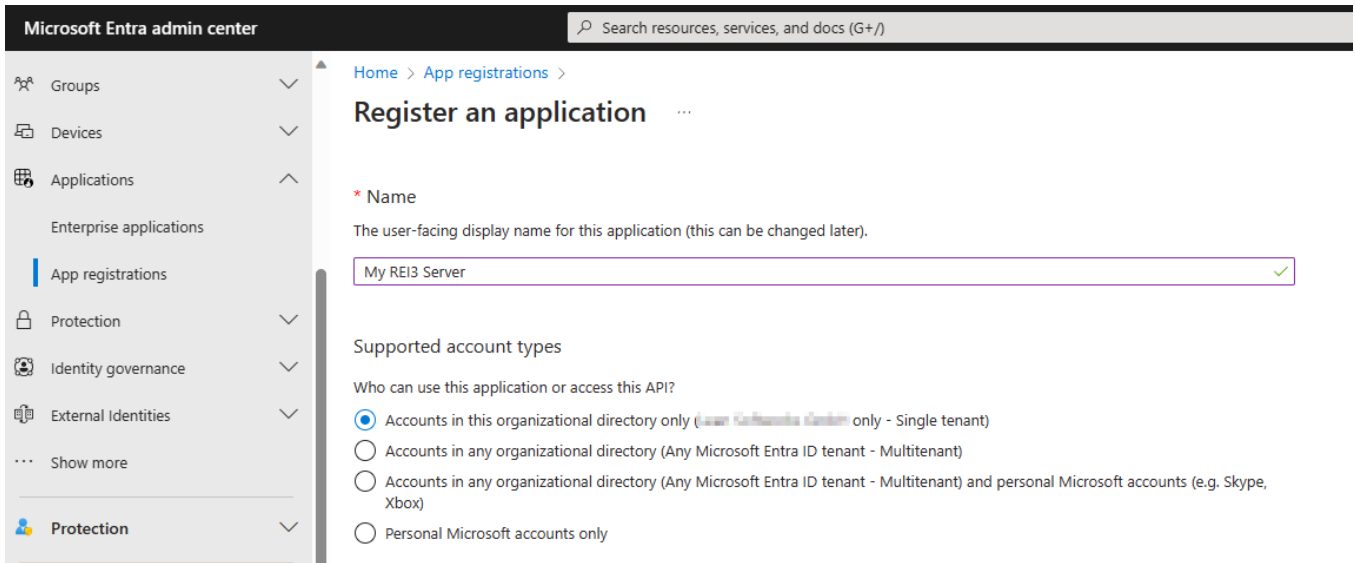 Microsoft Entra admin center
Search resources, services, and docs (G+/)
Groups
Devices
Applications
Enterprise applications
App registrations
Protection
Identity governance
External Identities
Show more
Protection
Home > App registrations >
Register an application ...
* Name
The user-facing display name for this application (this can be changed later).
My REI3 Server
Supported account types
Who can use this application or access this API?
Accounts in this organizational directory only ( only - Single tenant)
Accounts in any organizational directory (Any Microsoft Entra ID tenant - Multitenant)
Accounts in any organizational directory (Any Microsoft Entra ID tenant - Multitenant) and personal Microsoft accounts (e.g. Skype,
Xbox)
Personal Microsoft accounts only